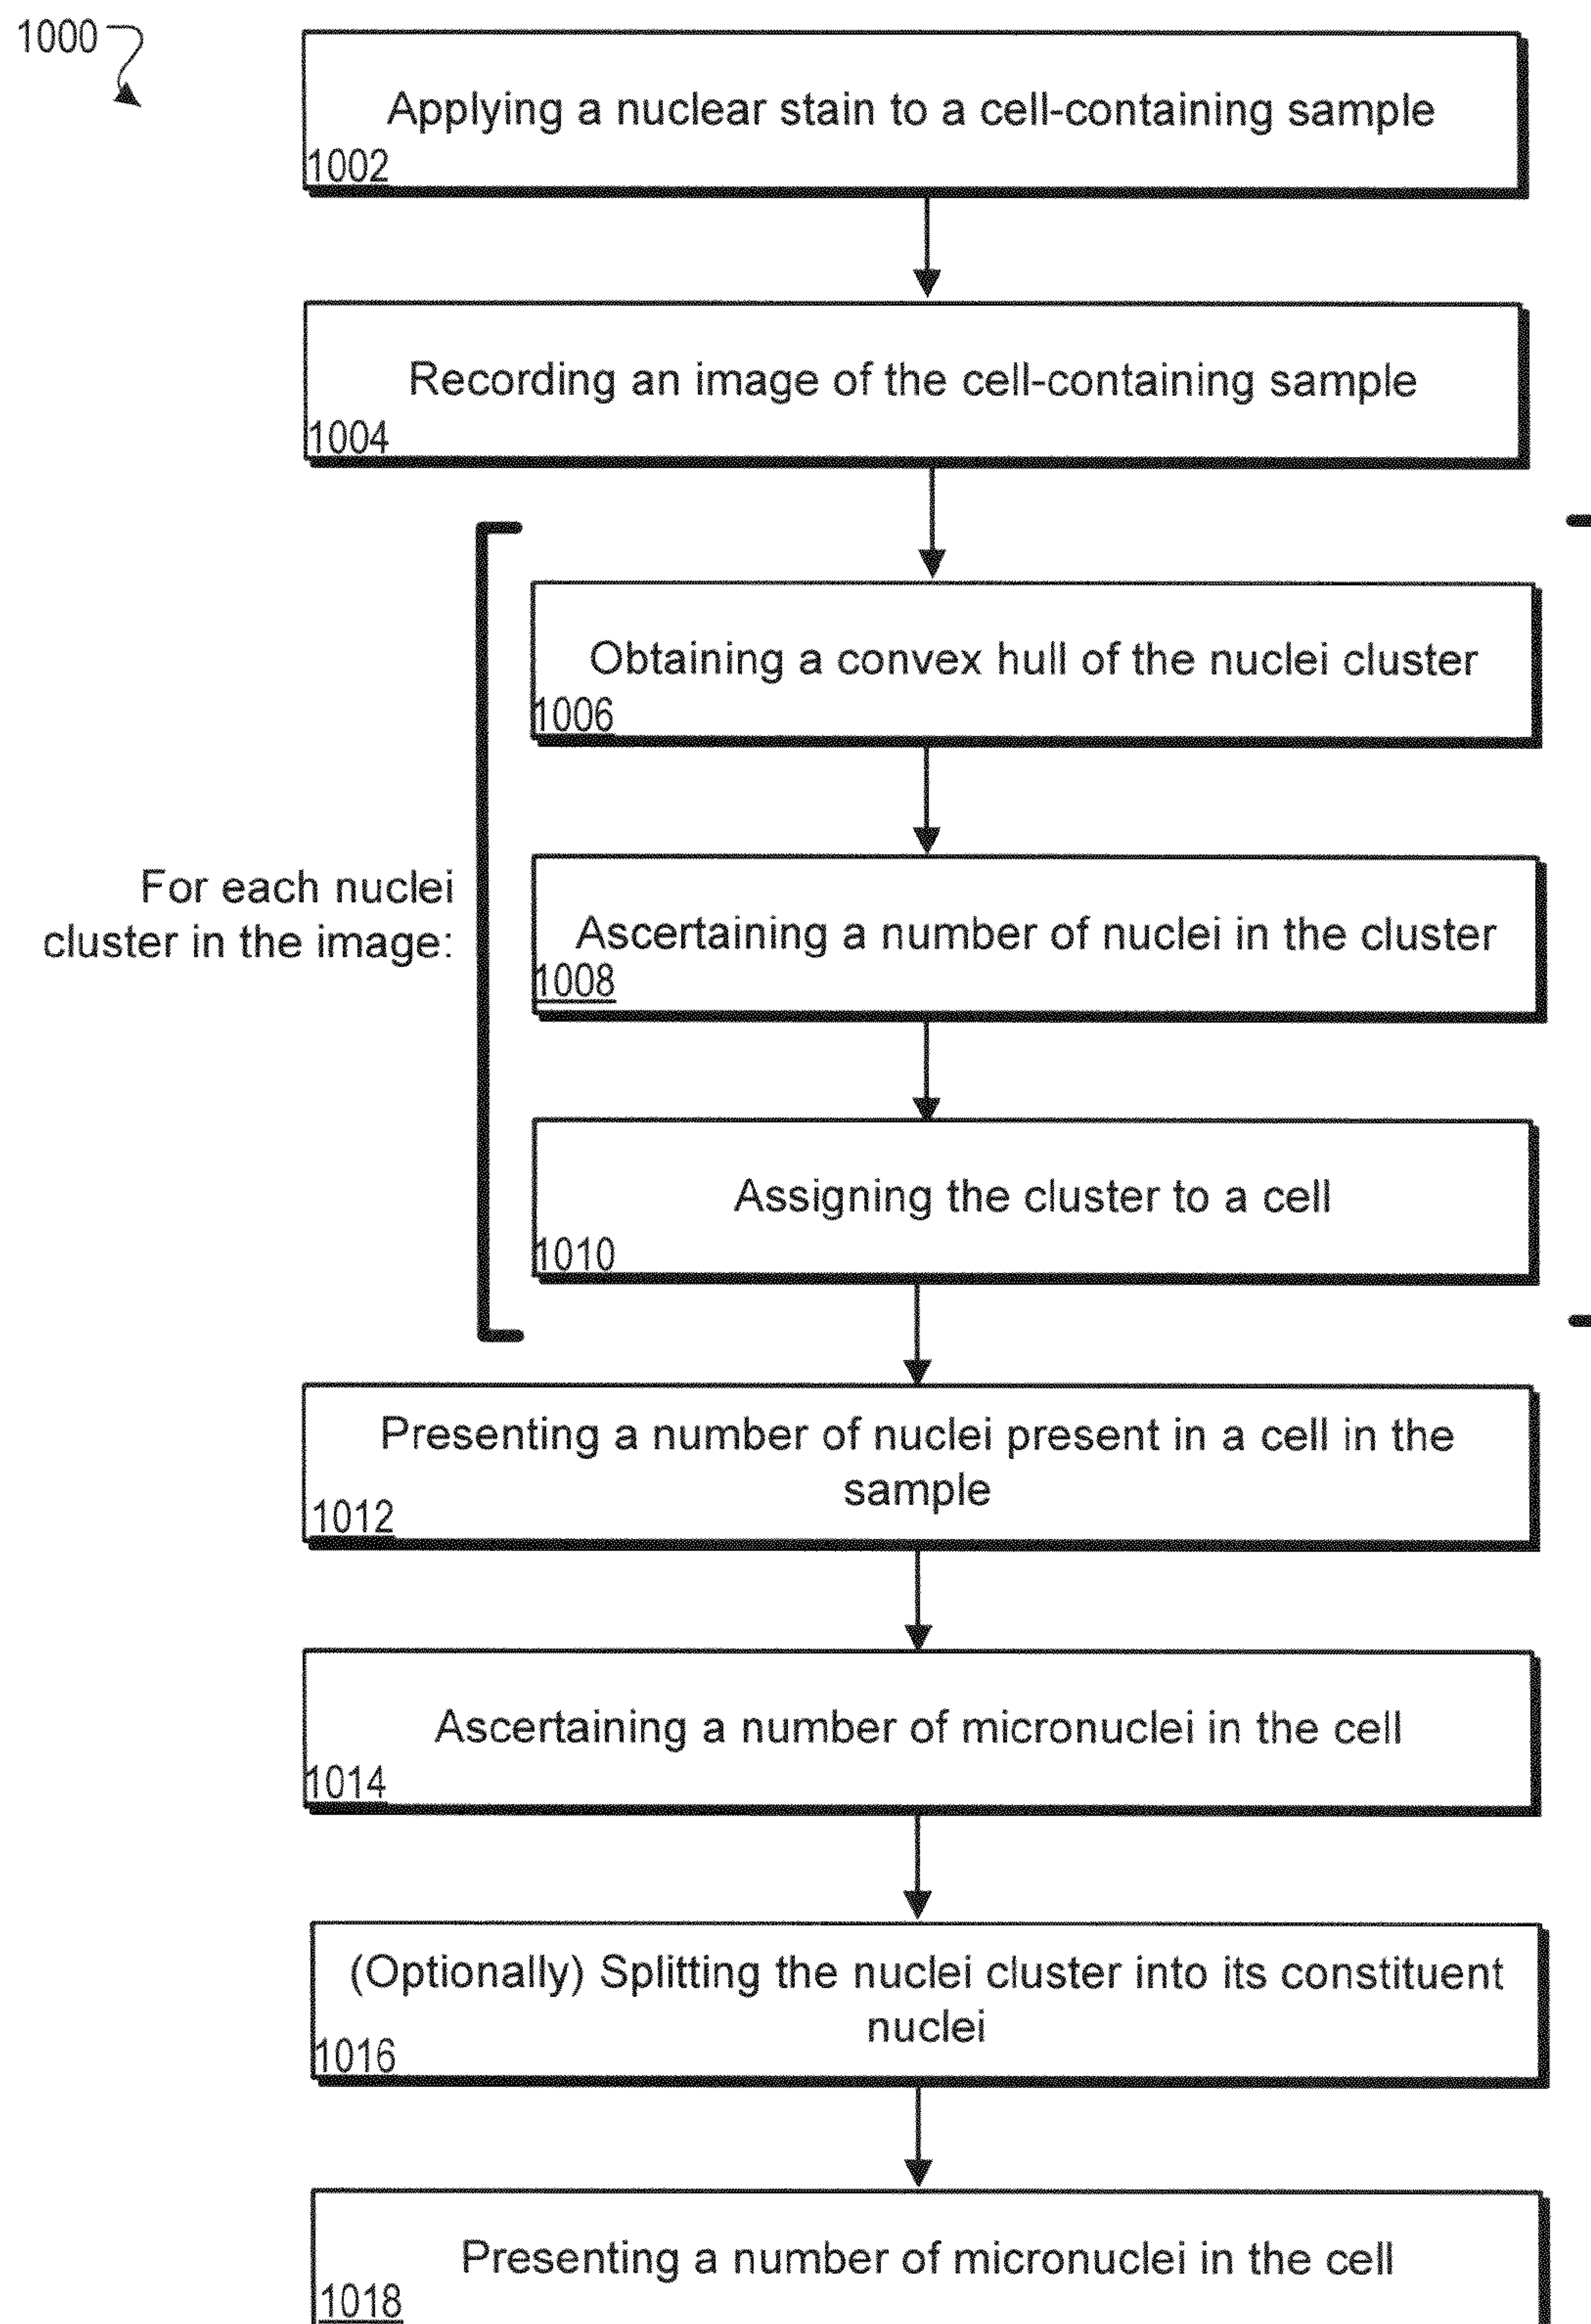 1000
Applying a nuclear stain to a cell-containing sample
1002
Recording an image of the cell-containing sample
1004
Obtaining a convex hull of the nuclei cluster
1006
For each nuclei
cluster in the image:
Ascertaining a number of nuclei in the cluster
1008
Assigning the cluster to a cell
1010
Presenting a number of nuclei present in a cell in the
sample
1012
Ascertaining a number of micronuclei in the cell
1014
(Optionally) Splitting the nuclei cluster into its constituent
nuclei
1016
Presenting a number of micronuclei in the cell
1018